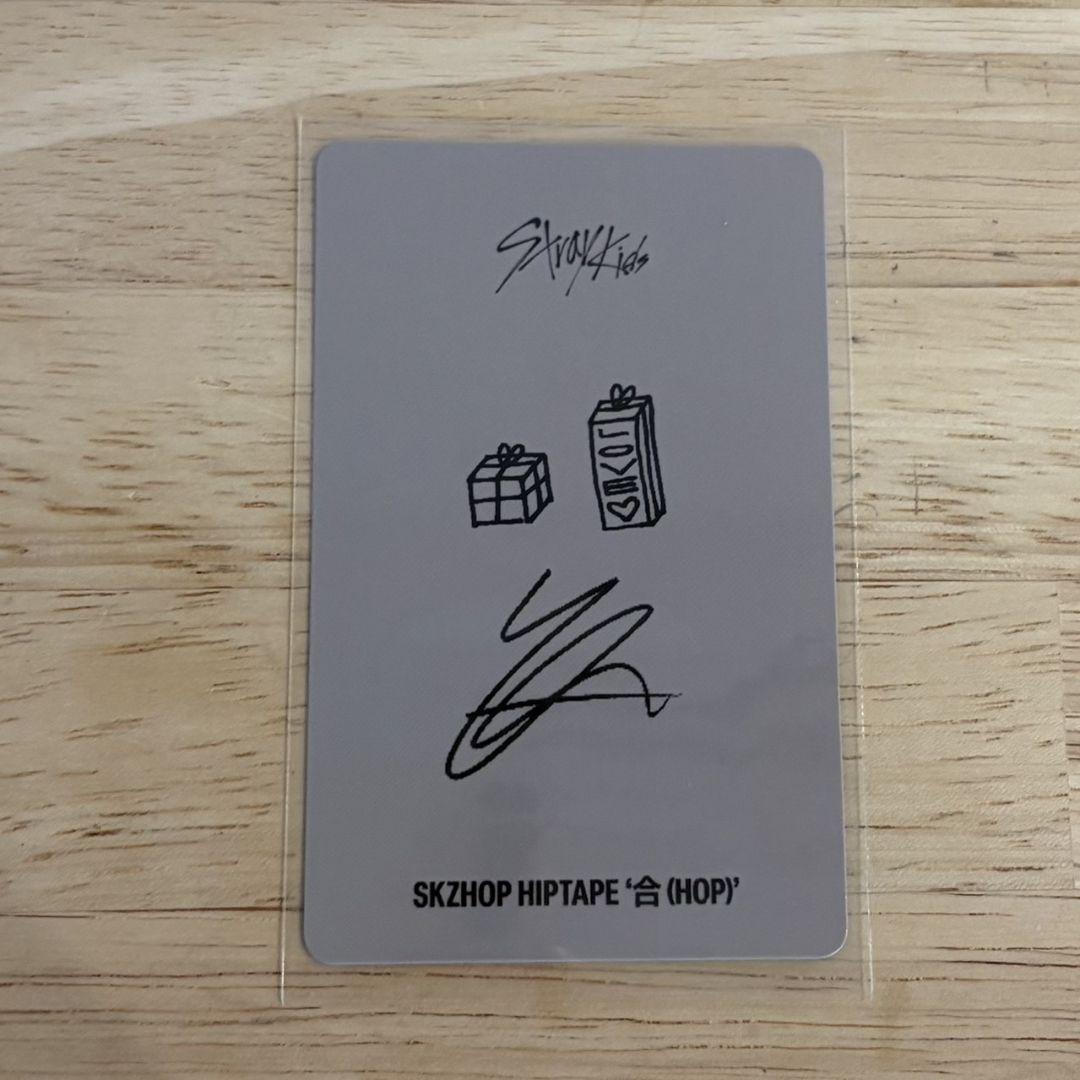 Stray Kids
LOVE
SKZHOP HIPTAPE ‘合 (HOP)’